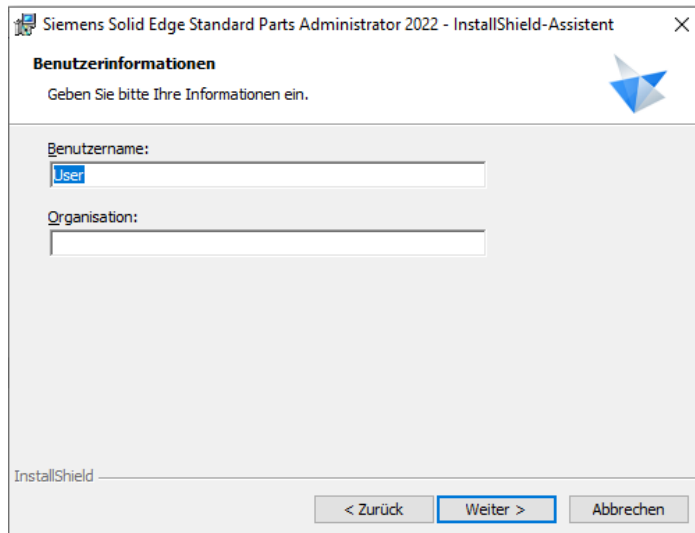 Siemens Solid Edge Standard Parts Administrator 2022 - InstallShield-Assistent
Benutzerinformationen
Geben Sie bitte Ihre Informationen ein.
Benutzername:
User
Organisation:
InstallShield
< Zurück Weiter > Abbrechen